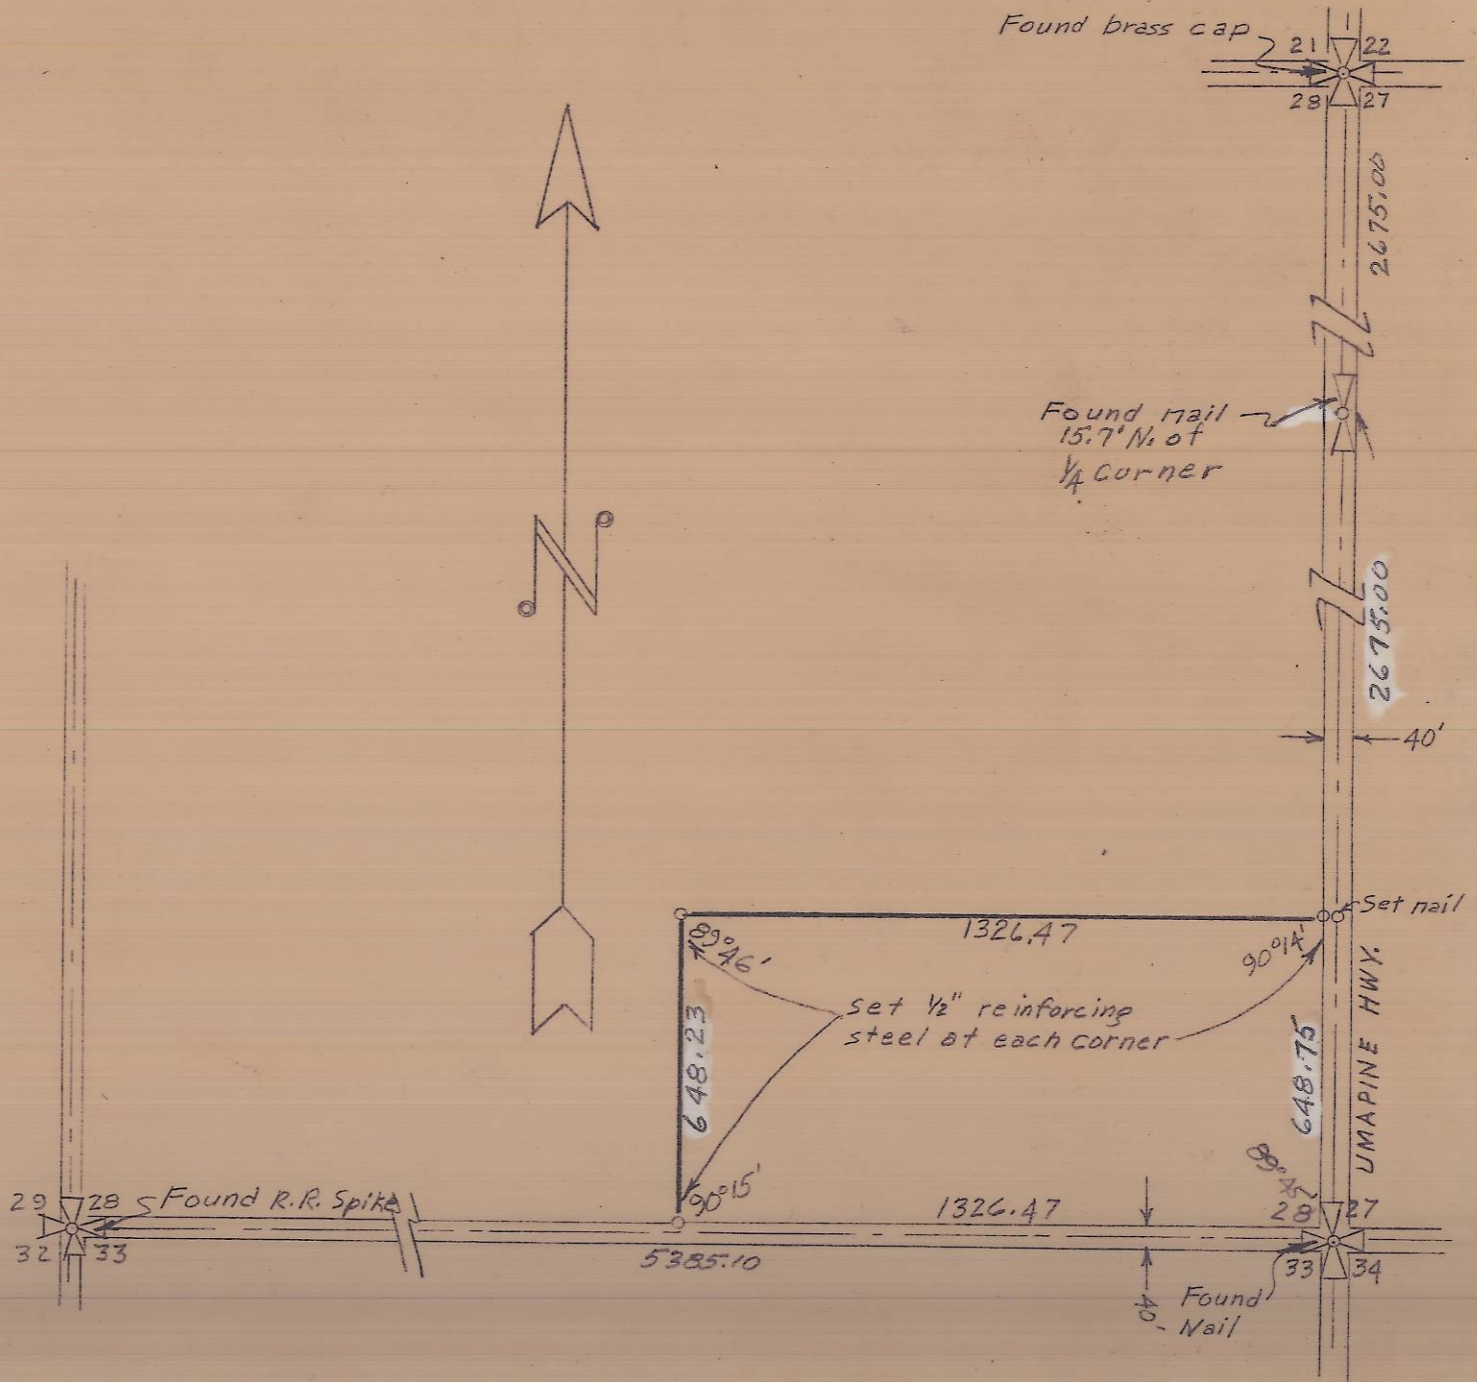 Found brass cap
21 22
28 27
2675.00
Found nail
15.7' N. of
1/4 Corner
N
2675.00
40'
Set nail
1326.47
89°46'
90°14'
Set 1/2" reinforcing
steel at each corner
648.23
648.75
UMAPINE HWY.
90°15'
1326.47
29 28
Found R.R. Spike
32 33
28 27
5385.10
33 34
40'
Found
Nail